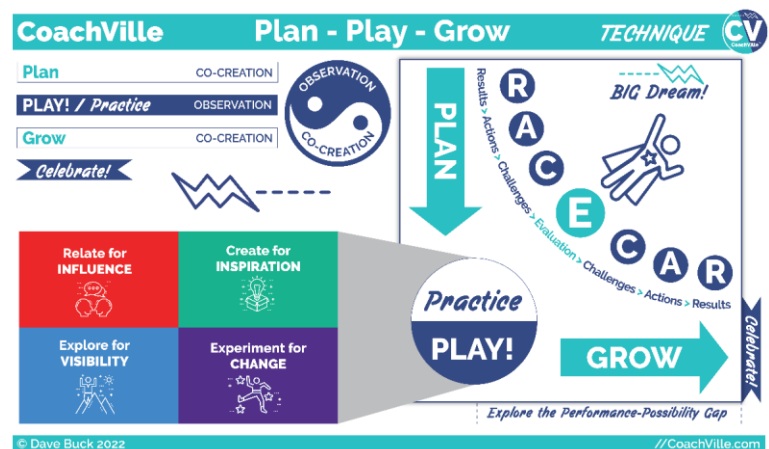 CoachVille
Plan - Play - Grow
TECHNIQUE
CV
CoachVille
Plan CO-CREATION
PLAY! / Practice OBSERVATION
Grow CO-CREATION
Celebrate!
OBSERVATION
CO-CREATION
PLAN
Results > Actions > Challenges > Evaluation > Challenges > Actions > Results
R
A
C
E
C
A
R
BIG Dream!
Relate for
INFLUENCE
Create for
INSPIRATION
Explore for
VISIBILITY
Experiment for
CHANGE
Practice
PLAY!
GROW
Celebrate!
Explore the Performance-Possibility Gap
© Dave Buck 2022
//CoachVille.com